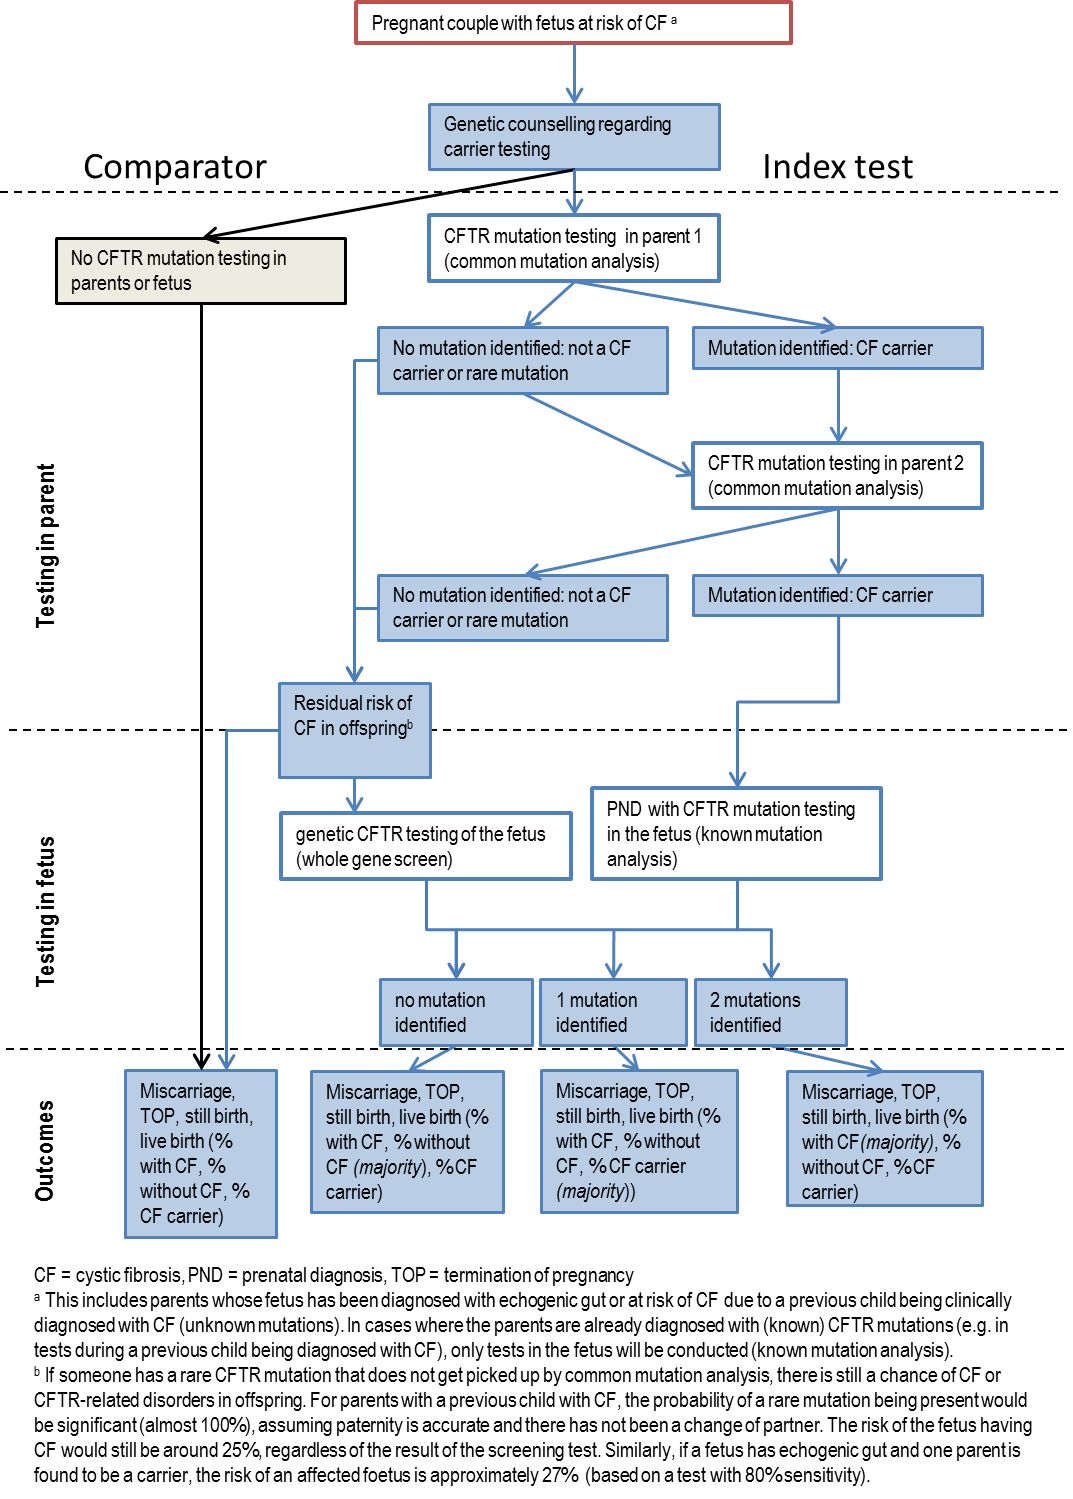 Pregnant couple with fetus at risk of CF ᵃ
Genetic counselling regarding
carrier testing
Comparator
Index test
CFTR mutation testing in parent 1
(common mutation analysis)
No CFTR mutation testing in
parents or fetus
No mutation identified: not a CF
carrier or rare mutation
Mutation identified: CF carrier
CFTR mutation testing in parent 2
(common mutation analysis)
Testing in parent
No mutation identified: not a CF
carrier or rare mutation
Mutation identified: CF carrier
Residual risk of
CF in offspringᵇ
PND with CFTR mutation testing
in the fetus (known mutation
analysis)
genetic CFTR testing of the fetus
(whole gene screen)
Testing in fetus
no mutation
identified
1 mutation
identified
2 mutations
identified
Outcomes
Miscarriage,
TOP, still birth,
live birth (%
with CF, %
without CF, %
CF carrier)
Miscarriage, TOP,
still birth, live birth (%
with CF, % without
CF (majority), % CF
carrier)
Miscarriage, TOP,
still birth, live birth (%
with CF, % without
CF, % CF carrier
(majority))
Miscarriage, TOP,
still birth, live birth (%
with CF(majority), %
without CF, % CF
carrier)
CF = cystic fibrosis, PND = prenatal diagnosis, TOP = termination of pregnancy
ᵃ This includes parents whose fetus has been diagnosed with echogenic gut or at risk of CF due to a previous child being clinically
diagnosed with CF (unknown mutations). In cases where the parents are already diagnosed with (known) CFTR mutations (e.g. in
tests during a previous child being diagnosed with CF), only tests in the fetus will be conducted (known mutation analysis).
ᵇ If someone has a rare CFTR mutation that does not get picked up by common mutation analysis, there is still a chance of CF or
CFTR-related disorders in offspring. For parents with a previous child with CF, the probability of a rare mutation being present would
be significant (almost 100%), assuming paternity is accurate and there has not been a change of partner. The risk of the fetus having
CF would still be around 25%, regardless of the result of the screening test. Similarly, if a fetus has echogenic gut and one parent is
found to be a carrier, the risk of an affected foetus is approximately 27% (based on a test with 80% sensitivity).